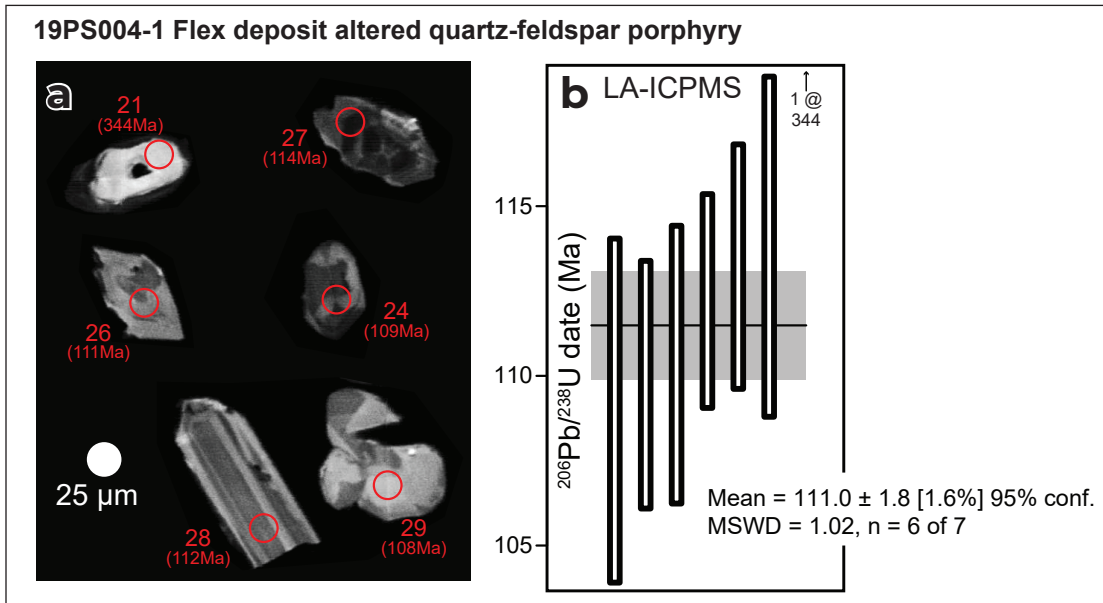 19PS004-1 Flex deposit altered quartz-feldspar porphyry
a
21
(344Ma)
27
(114Ma)
26
(111Ma)
24
(109Ma)
28
(112Ma)
29
(108Ma)
25 µm
b LA-ICPMS
1 @
344
115
110
105
²⁰⁶Pb/²³⁸U date (Ma)
Mean = 111.0 ± 1.8 [1.6%] 95% conf.
MSWD = 1.02, n = 6 of 7